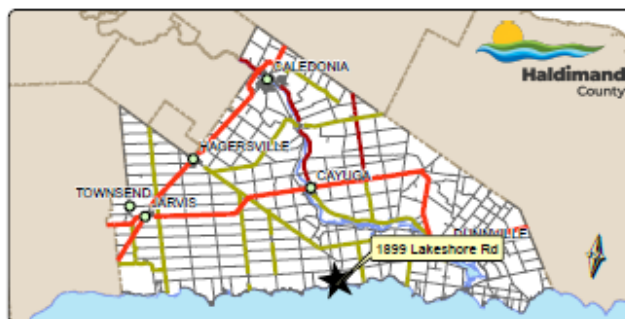 Haldimand
County
CALEDONIA
HAGERSVILLE
CAYUGA
TOWNSEND
JARVIS
DUNNVILLE
1899 Lakeshore Rd